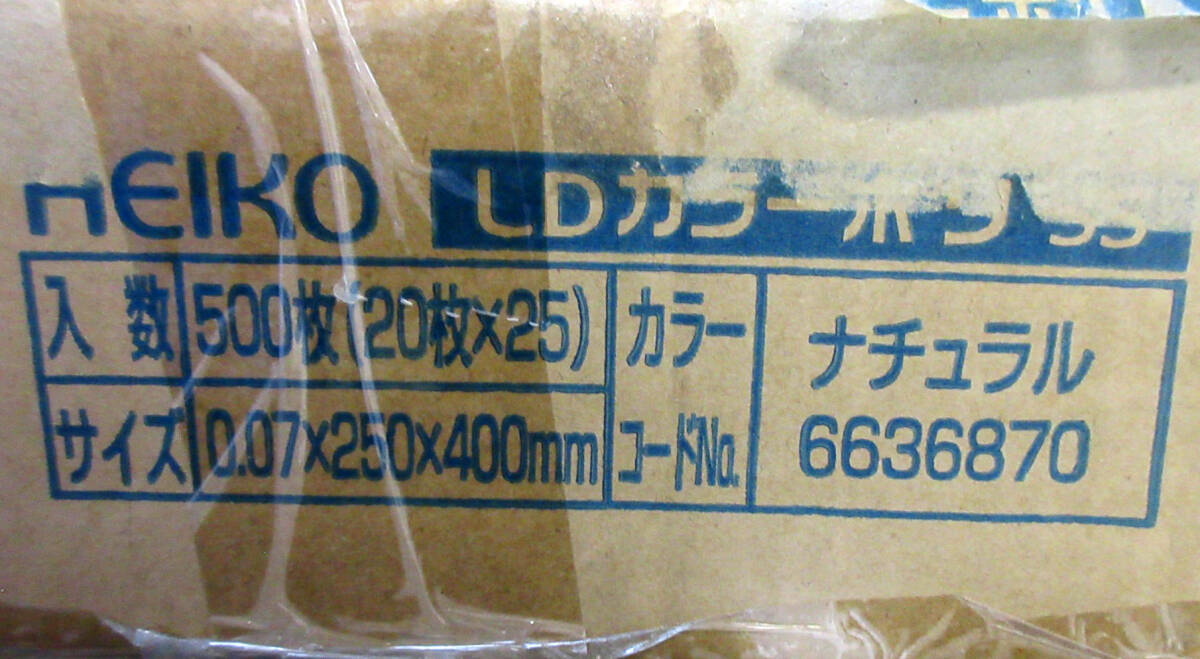 HEIKO LDカラーポリ SS
入数 500枚(20枚×25) カラー ナチュラル
サイズ 0.07×250×400mm コードNo. 6636870